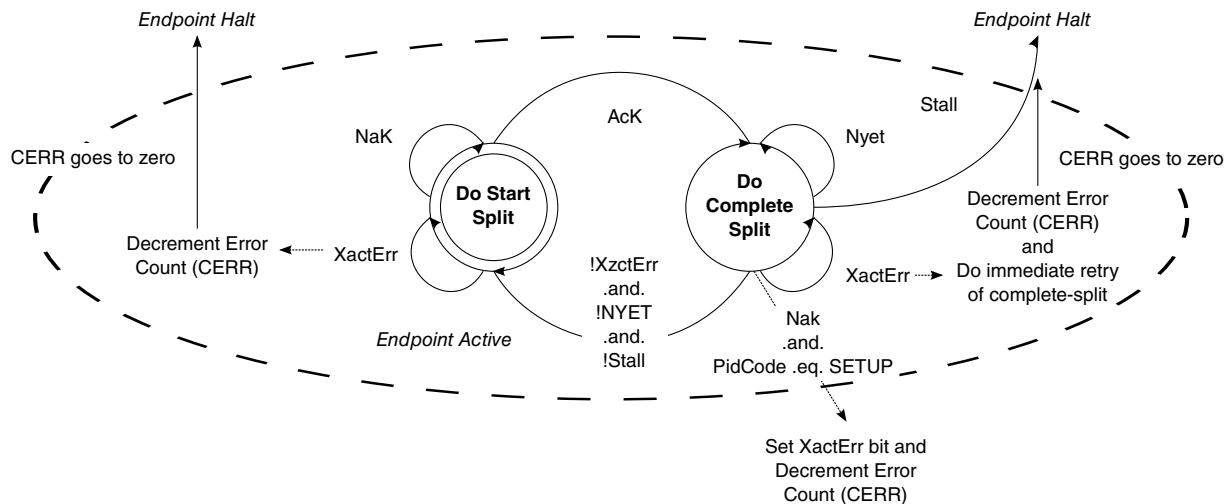 Endpoint Halt
Endpoint Halt
AcK
Stall
NaK
Nyet
CERR goes to zero
CERR goes to zero
Do Start
Split
Do
Complete
Split
Decrement Error
Count (CERR)
XactErr
Decrement Error
Count (CERR)
and
Do immediate retry
of complete-split
XactErr
!XzctErr
.and.
!NYET
.and.
!Stall
Endpoint Active
Nak
.and.
PidCode .eq. SETUP
Set XactErr bit and
Decrement Error
Count (CERR)